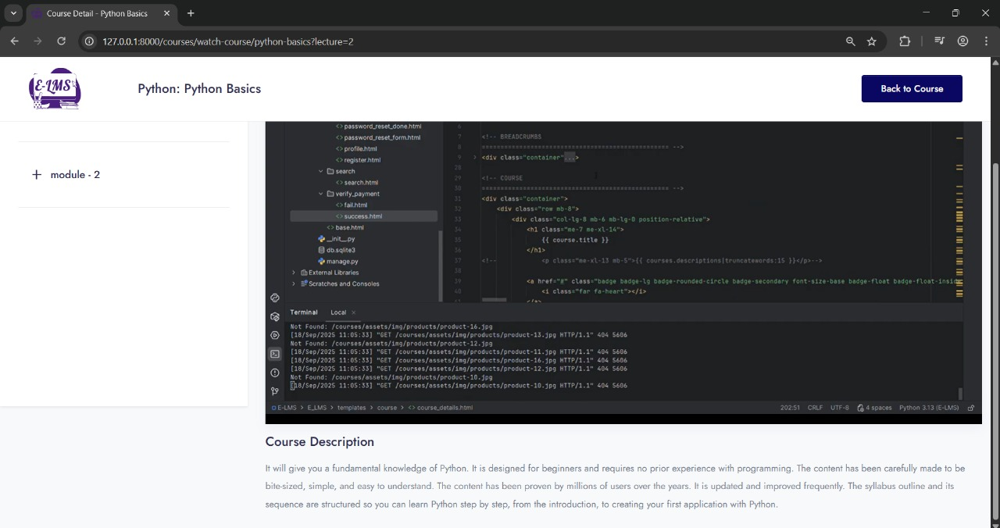 Course Detail - Python Basics
127.0.0.1:8000/courses/watch-course/python-basics?lecture=2
E-LMS
Python: Python Basics
Back to Course
module - 2
password_reset_done.html
password_reset_form.html
profile.html
register.html
search
search.html
verify_payment
fail.html
success.html
base.html
__init__.py
db.sqlite3
manage.py
External Libraries
Scratches and Consoles
6
7 <!-- BREADCRUMBS
8 ================================================== -->
9 <div class="container"...>
28
29 <!-- COURSE
30 ================================================== -->
31 <div class="container">
32 <div class="row mb-8">
33 <div class="col-lg-8 mb-6 mb-lg-0 position-relative">
34 <h1 class="me-7 me-xl-14">
35 {{ course.title }}
36 </h1>
37 <!-- <p class="me-xl-13 mb-5">{{ courses.descriptions|truncatewords:15 }}</p>-->
38
39 <a href="#" class="badge badge-lg badge-rounded-circle badge-secondary font-size-base badge-float badge-float-inside
40 <i class="far fa-heart"></i>
41 </a>
Terminal Local
Not Found: /courses/assets/img/products/product-16.jpg
[18/Sep/2025 11:05:33] "GET /courses/assets/img/products/product-13.jpg HTTP/1.1" 404 5606
Not Found: /courses/assets/img/products/product-12.jpg
[18/Sep/2025 11:05:33] "GET /courses/assets/img/products/product-11.jpg HTTP/1.1" 404 5606
[18/Sep/2025 11:05:33] "GET /courses/assets/img/products/product-16.jpg HTTP/1.1" 404 5606
[18/Sep/2025 11:05:33] "GET /courses/assets/img/products/product-12.jpg HTTP/1.1" 404 5606
Not Found: /courses/assets/img/products/product-10.jpg
[18/Sep/2025 11:05:33] "GET /courses/assets/img/products/product-10.jpg HTTP/1.1" 404 5606
E-LMS > E_LMS > templates > course > course_details.html 202:51 CRLF UTF-8 4 spaces Python 3.13 (E-LMS)
Course Description
It will give you a fundamental knowledge of Python. It is designed for beginners and requires no prior experience with programming. The content has been carefully made to be
bite-sized, simple, and easy to understand. The content has been proven by millions of users over the years. It is updated and improved frequently. The syllabus outline and its
sequence are structured so you can learn Python step by step, from the introduction, to creating your first application with Python.